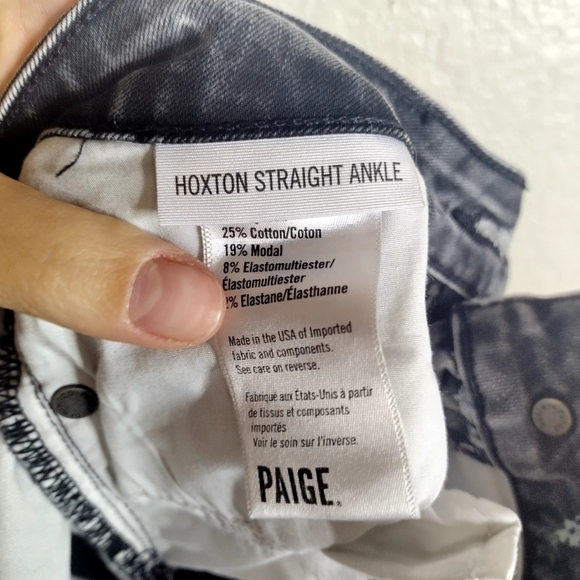 HOXTON STRAIGHT ANKLE
25% Cotton/Coton
19% Modal
8% Elastomultiester/
Élastomultiester
% Elastane/Élasthanne
Made in the USA of Imported
fabric and components.
See care on reverse.
Fabriqué aux États-Unis à partir
de tissus et composants
importés
Voir le soin sur l'inverse.
PAIGE®